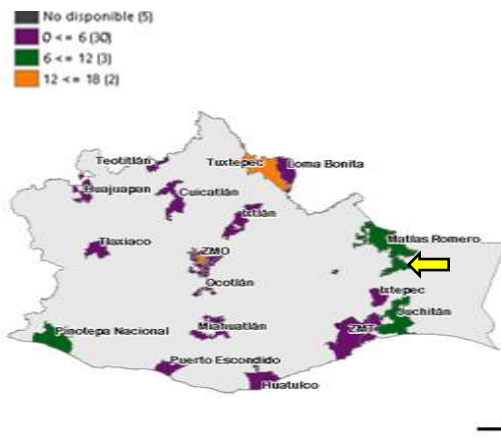 No disponible (5)
0 <= 6 (30)
6 <= 12 (3)
12 <= 18 (2)
Teotitlán
Tuxtepec
Loma Bonita
Huajuapan
Cuicatlán
Ixtlán
Tlaxiaco
ZMO
Matías Romero
Ocotlán
Ixtepec
Juchitán
Pinotepa Nacional
Miahuatlán
ZMT
Puerto Escondido
Huatulco